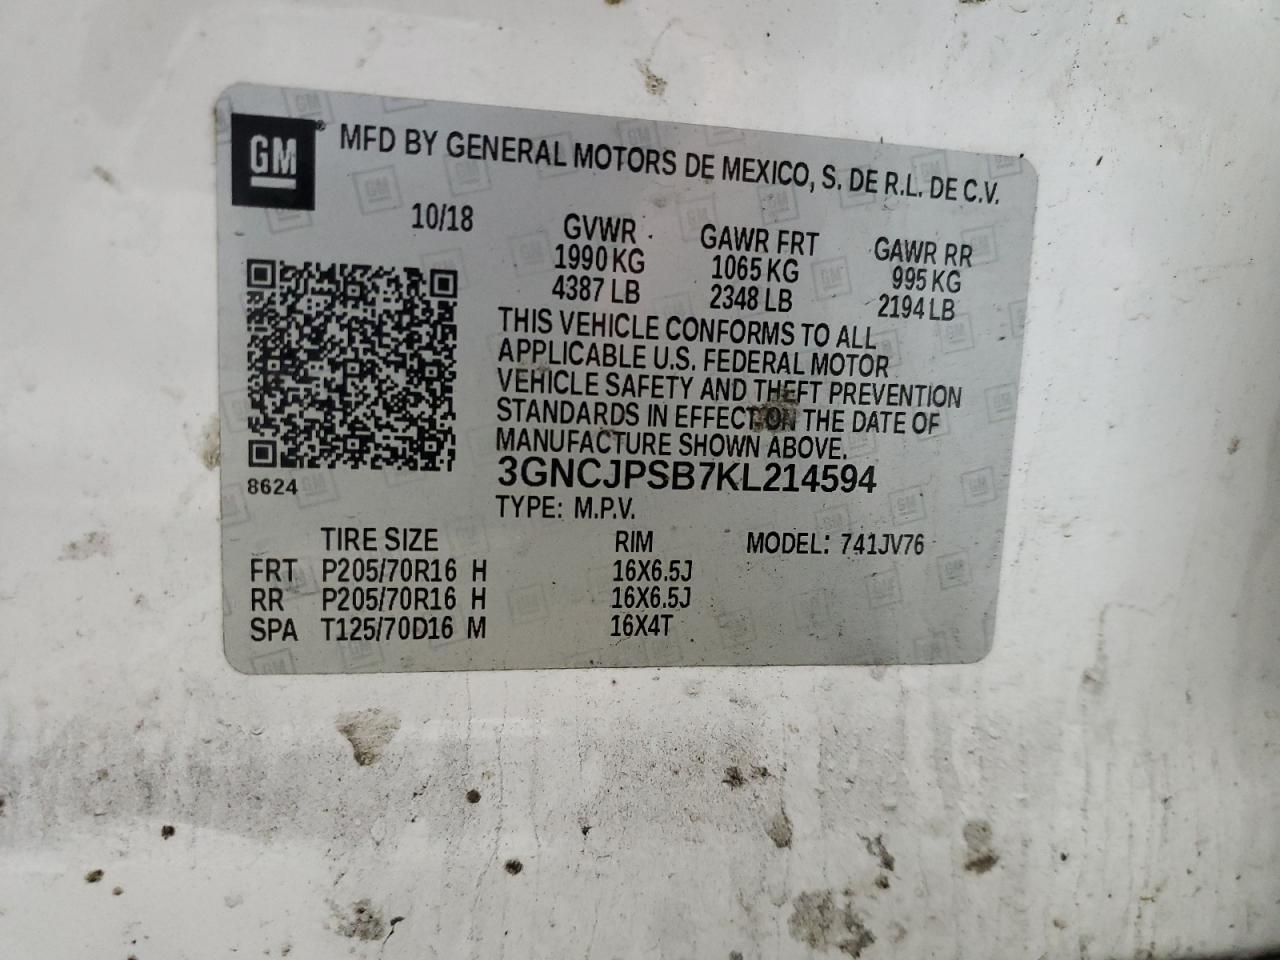 GM ® MFD BY GENERAL MOTORS DE MEXICO, S. DE R.L. DE C.V.
10/18 GVWR GAWR FRT GAWR RR
1990 KG 1065 KG 995 KG
4387 LB 2348 LB 2194 LB
THIS VEHICLE CONFORMS TO ALL
APPLICABLE U.S. FEDERAL MOTOR
VEHICLE SAFETY AND THEFT PREVENTION
STANDARDS IN EFFECT ON THE DATE OF
MANUFACTURE SHOWN ABOVE.
3GNCJPSB7KL214594
8624
TYPE: M.P.V.
TIRE SIZE RIM MODEL: 741JV76
FRT P205/70R16 H 16X6.5J
RR P205/70R16 H 16X6.5J
SPA T125/70D16 M 16X4T